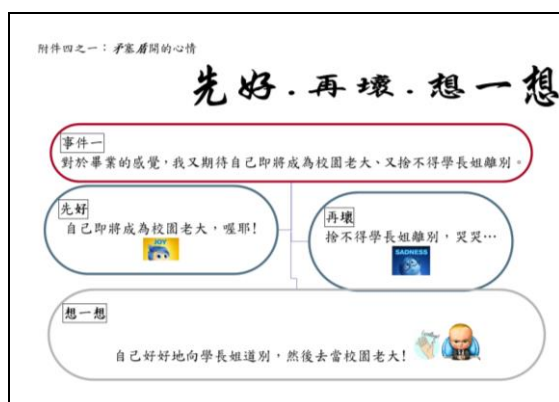 附件四之一：矛塞盾開的心情
先好．再壞．想一想
事件一
對於畢業的感覺，我又期待自己即將成為校園老大、又捨不得學長姐離別。
先好
自己即將成為校園老大，喔耶!
JOY
再壞
捨不得學長姐離別，哭哭…
SADNESS
想一想
自己好好地向學長姐道別，然後去當校園老大!